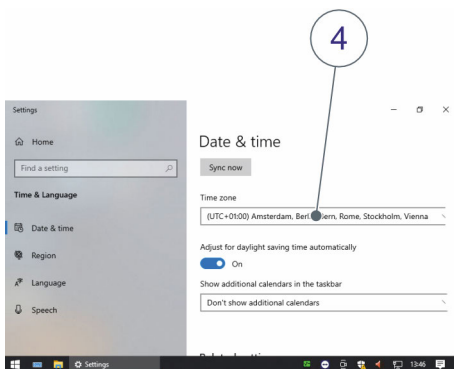 4
Settings
Home
Find a setting
Time & Language
Date & time
Region
Language
Speech
Date & time
Sync now
Time zone
(UTC+01:00) Amsterdam, Berl ern, Rome, Stockholm, Vienna
Adjust for daylight saving time automatically
On
Show additional calendars in the taskbar
Don't show additional calendars
Settings
13:46